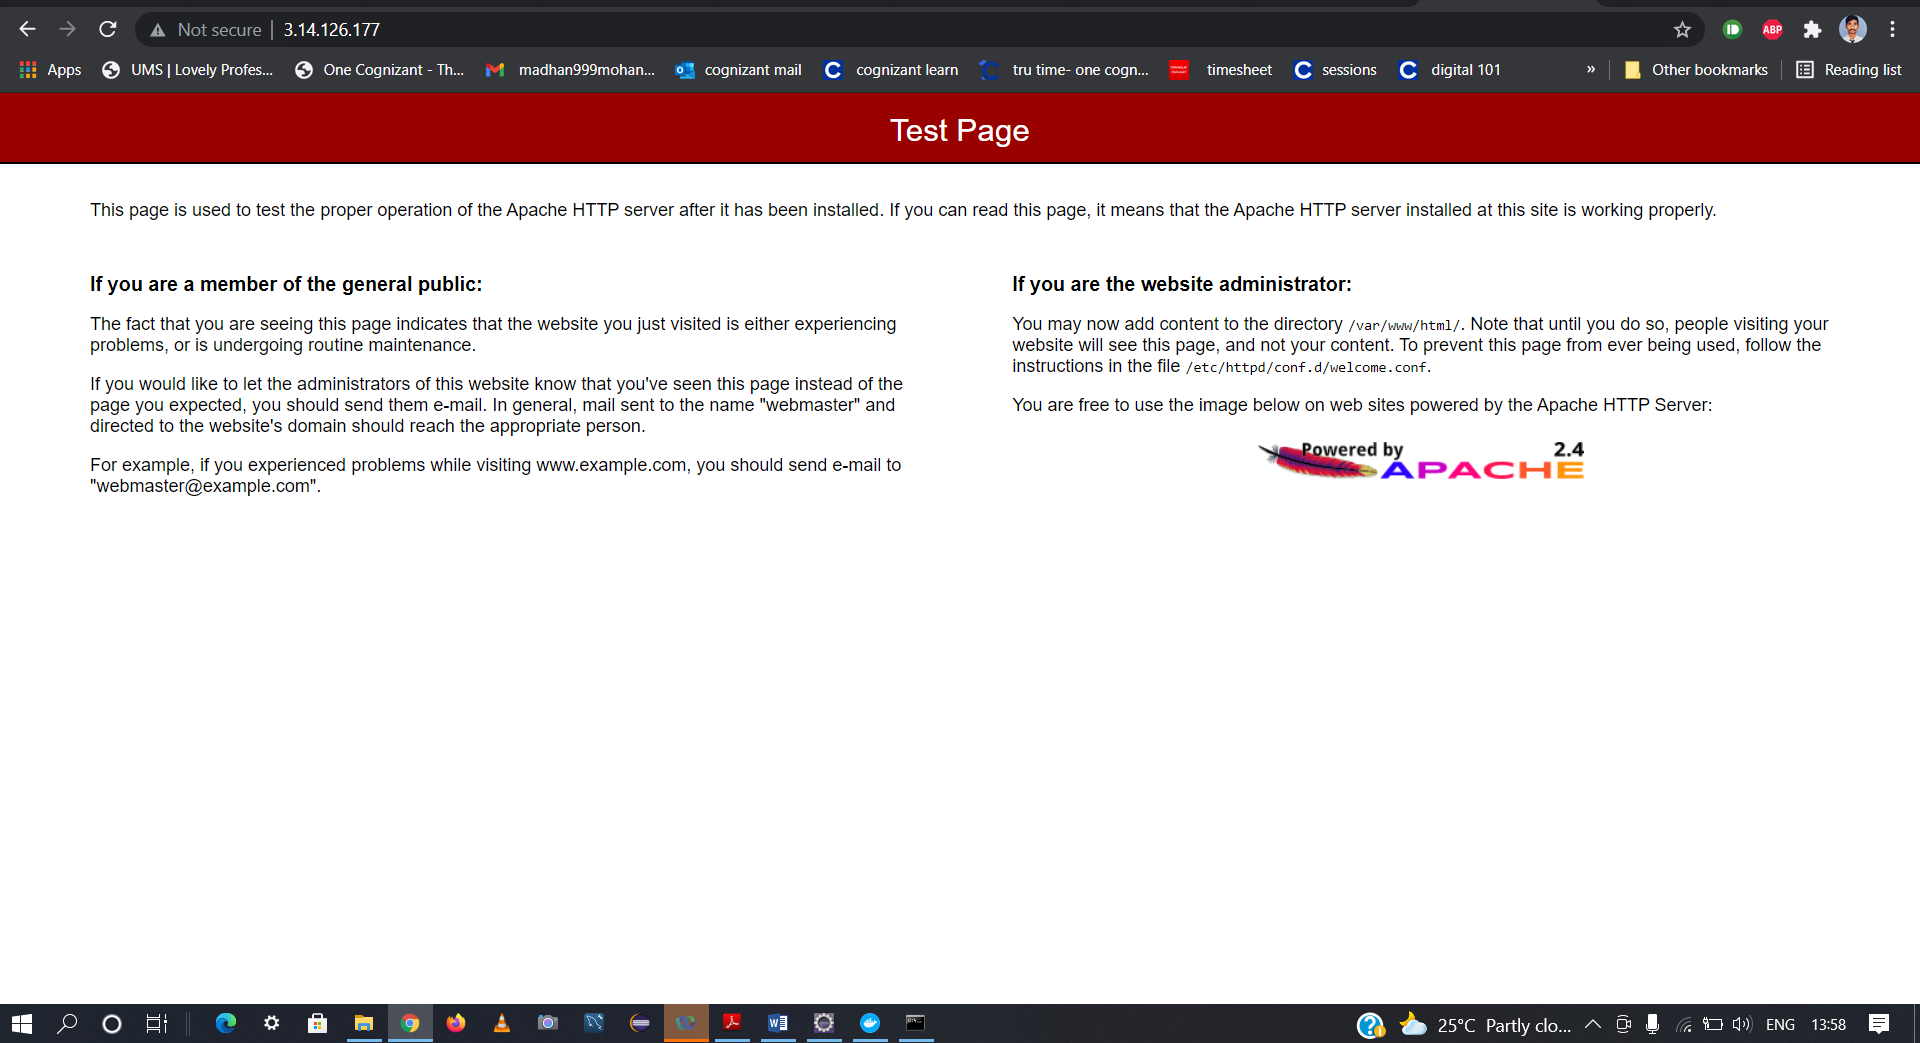 Not secure | 3.14.126.177
ABP
Apps UMS | Lovely Profes... One Cognizant - Th... madhan999mohan... cognizant mail cognizant learn tru time- one cogn... timesheet sessions digital 101 » Other bookmarks Reading list
Test Page
This page is used to test the proper operation of the Apache HTTP server after it has been installed. If you can read this page, it means that the Apache HTTP server installed at this site is working properly.
If you are a member of the general public:
The fact that you are seeing this page indicates that the website you just visited is either experiencing
problems, or is undergoing routine maintenance.
If you would like to let the administrators of this website know that you've seen this page instead of the
page you expected, you should send them e-mail. In general, mail sent to the name "webmaster" and
directed to the website's domain should reach the appropriate person.
For example, if you experienced problems while visiting www.example.com, you should send e-mail to
"webmaster@example.com".
If you are the website administrator:
You may now add content to the directory /var/www/html/. Note that until you do so, people visiting your
website will see this page, and not your content. To prevent this page from ever being used, follow the
instructions in the file /etc/httpd/conf.d/welcome.conf.
You are free to use the image below on web sites powered by the Apache HTTP Server:
Powered by 2.4
APACHE
25°C Partly clo... ENG 13:58